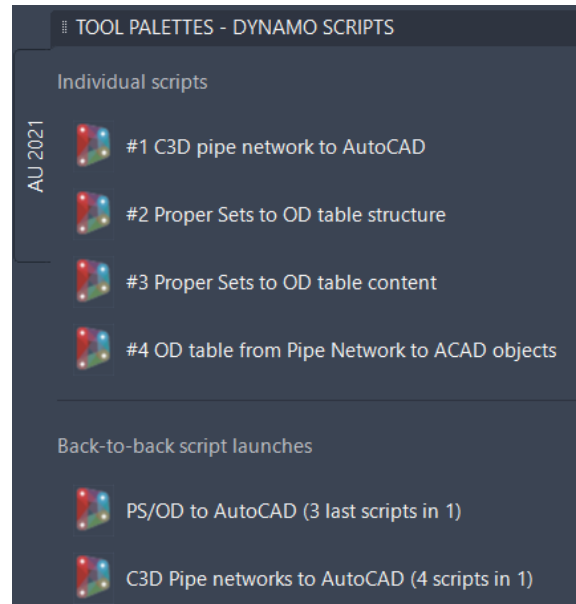 TOOL PALETTES - DYNAMO SCRIPTS
AU 2021
Individual scripts
#1 C3D pipe network to AutoCAD
#2 Proper Sets to OD table structure
#3 Proper Sets to OD table content
#4 OD table from Pipe Network to ACAD objects
Back-to-back script launches
PS/OD to AutoCAD (3 last scripts in 1)
C3D Pipe networks to AutoCAD (4 scripts in 1)